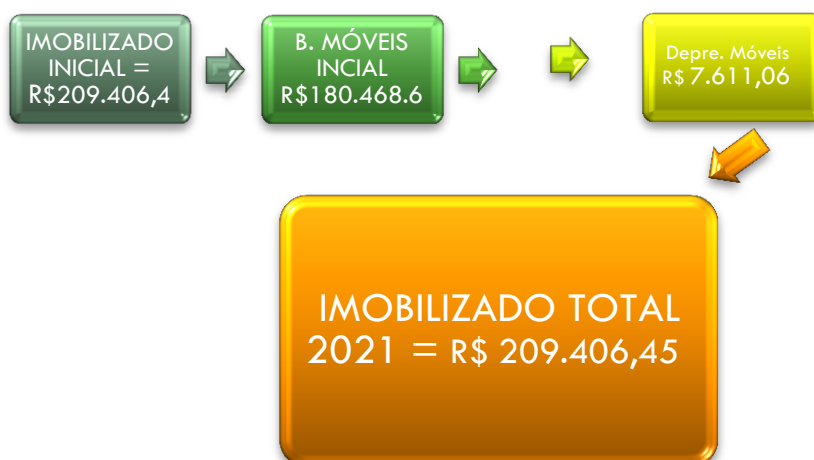 IMOBILIZADO
INICIAL =
R$209.406,4
B. MÓVEIS
INCIAL
R$180.468.6
Depre. Móveis
R$ 7.611,06
IMOBILIZADO TOTAL
2021 = R$ 209.406,45